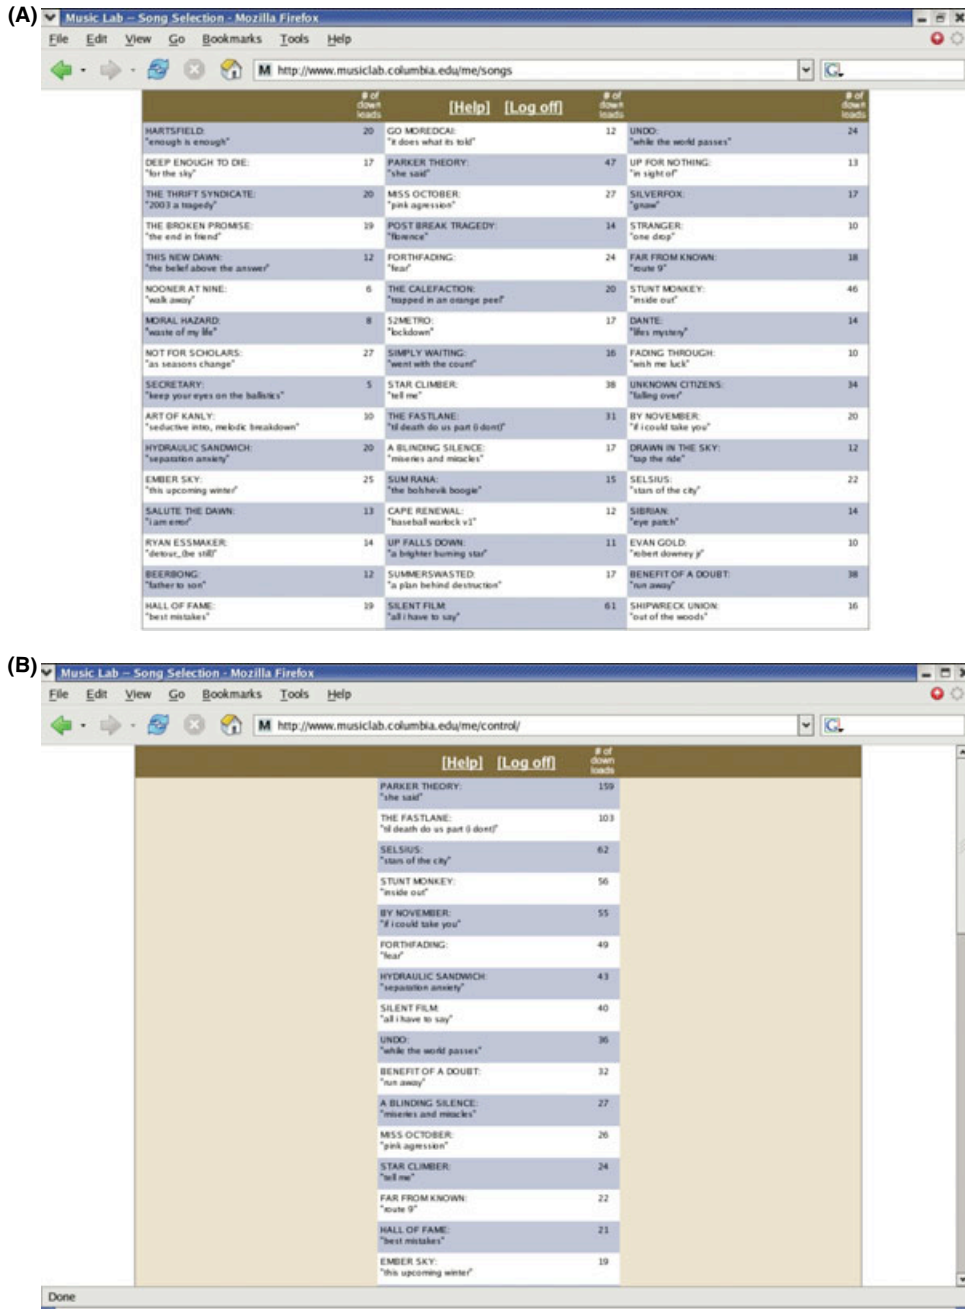 (A)
Music Lab -- Song Selection - Mozilla Firefox
File Edit View Go Bookmarks Tools Help
M http://www.musiclab.columbia.edu/me/songs
# of down loads [Help] [Log off] # of down loads # of down loads
HARTSFIELD: 20 GO MOREDCAI: 12 UNDO: 24
"enough is enough" "it does what its told" "while the world passes"
DEEP ENOUGH TO DIE: 17 PARKER THEORY: 47 UP FOR NOTHING: 13
"for the sky" "she said" "in sight of"
THE THRIFT SYNDICATE: 20 MISS OCTOBER: 27 SILVERFOX: 17
"2003 a tragedy" "pink agression" "gnaw"
THE BROKEN PROMISE: 19 POST BREAK TRAGEDY: 14 STRANGER: 10
"the end in friend" "florence" "one drop"
THIS NEW DAWN: 12 FORTHFADING: 24 FAR FROM KNOWN: 18
"the belief above the answer" "fear" "route 9"
NOONER AT NINE: 6 THE CALEFACTION: 20 STUNT MONKEY: 46
"walk away" "trapped in an orange peel" "inside out"
MORAL HAZARD: 8 52METRO: 17 DANTE: 14
"waste of my life" "lockdown" "lifes mystery"
NOT FOR SCHOLARS: 27 SIMPLY WAITING: 16 FADING THROUGH: 10
"as seasons change" "went with the count" "wish me luck"
SECRETARY: 5 STAR CLIMBER: 38 UNKNOWN CITIZENS: 34
"keep your eyes on the ballistics" "tell me" "falling over"
ART OF KANLY: 10 THE FASTLANE: 31 BY NOVEMBER: 20
"seductive intro, melodic breakdown" "til death do us part (i dont)" "if i could take you"
HYDRAULIC SANDWICH: 20 A BLINDING SILENCE: 17 DRAWN IN THE SKY: 12
"separation anxiety" "miseries and miracles" "tap the ride"
EMBER SKY: 25 SUM RANA: 15 SELSIUS: 22
"this upcoming winter" "the bolshevik boogie" "stars of the city"
SALUTE THE DAWN: 13 CAPE RENEWAL: 12 SIBRIAN: 14
"i am error" "baseball warlock v1" "eye patch"
RYAN ESSMAKER: 14 UP FALLS DOWN: 11 EVAN GOLD: 10
"detour_(be still)" "a brighter burning star" "robert downey jr"
BEERBONG: 12 SUMMERSWASTED: 17 BENEFIT OF A DOUBT: 38
"father to son" "a plan behind destruction" "run away"
HALL OF FAME: 19 SILENT FILM: 61 SHIPWRECK UNION: 16
"best mistakes" "all i have to say" "out of the woods"
(B)
Music Lab -- Song Selection - Mozilla Firefox
File Edit View Go Bookmarks Tools Help
M http://www.musiclab.columbia.edu/me/control/
[Help] [Log off] # of down loads
PARKER THEORY: 159
"she said"
THE FASTLANE: 103
"til death do us part (i dont)"
SELSIUS: 62
"stars of the city"
STUNT MONKEY: 56
"inside out"
BY NOVEMBER: 55
"if i could take you"
FORTHFADING: 49
"fear"
HYDRAULIC SANDWICH: 43
"separation anxiety"
SILENT FILM: 40
"all i have to say"
UNDO: 36
"while the world passes"
BENEFIT OF A DOUBT: 32
"run away"
A BLINDING SILENCE: 27
"miseries and miracles"
MISS OCTOBER: 26
"pink agression"
STAR CLIMBER: 24
"tell me"
FAR FROM KNOWN: 22
"route 9"
HALL OF FAME: 21
"best mistakes"
EMBER SKY: 19
"this upcoming winter"
Done